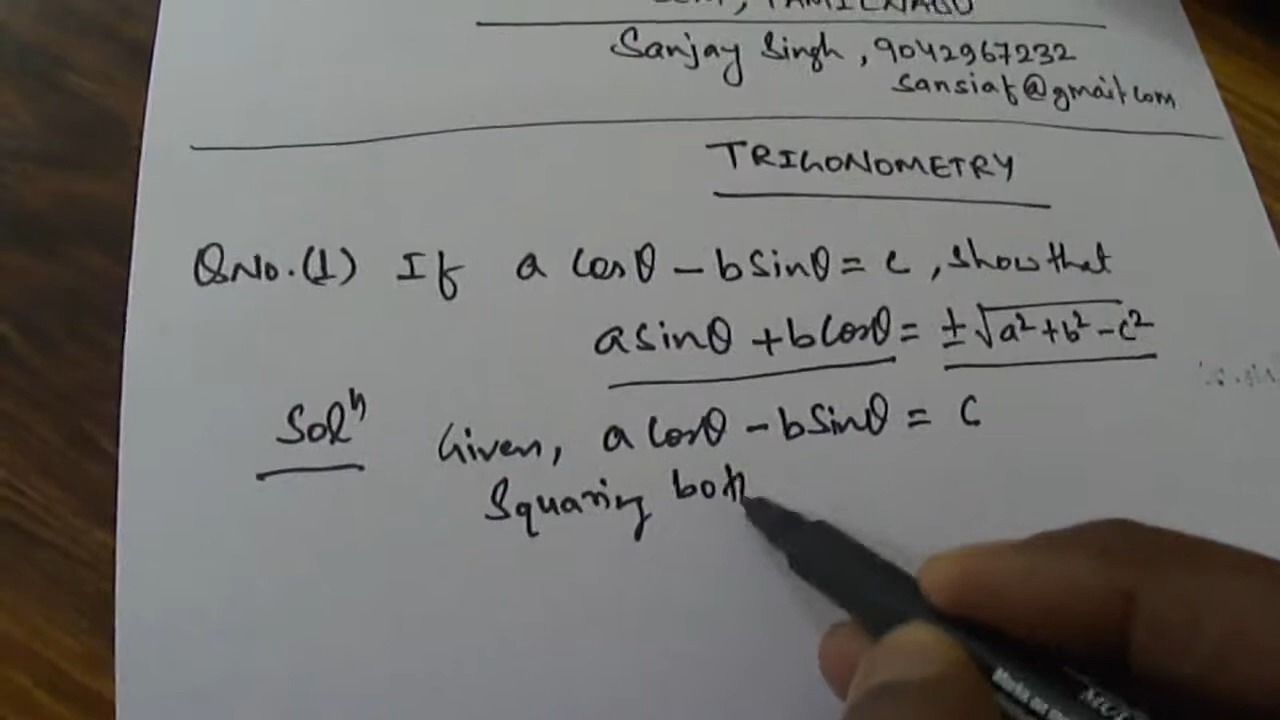 TAMILNADU
Sanjay Singh, 9042967232
sansiaf@gmail.com
TRIGONOMETRY
QNo.(1) If a cosθ - b sinθ = c, show that
a sinθ + b cosθ = ±√a²+b²-c²
Solⁿ Given, a cosθ - b sinθ = c
Squaring both